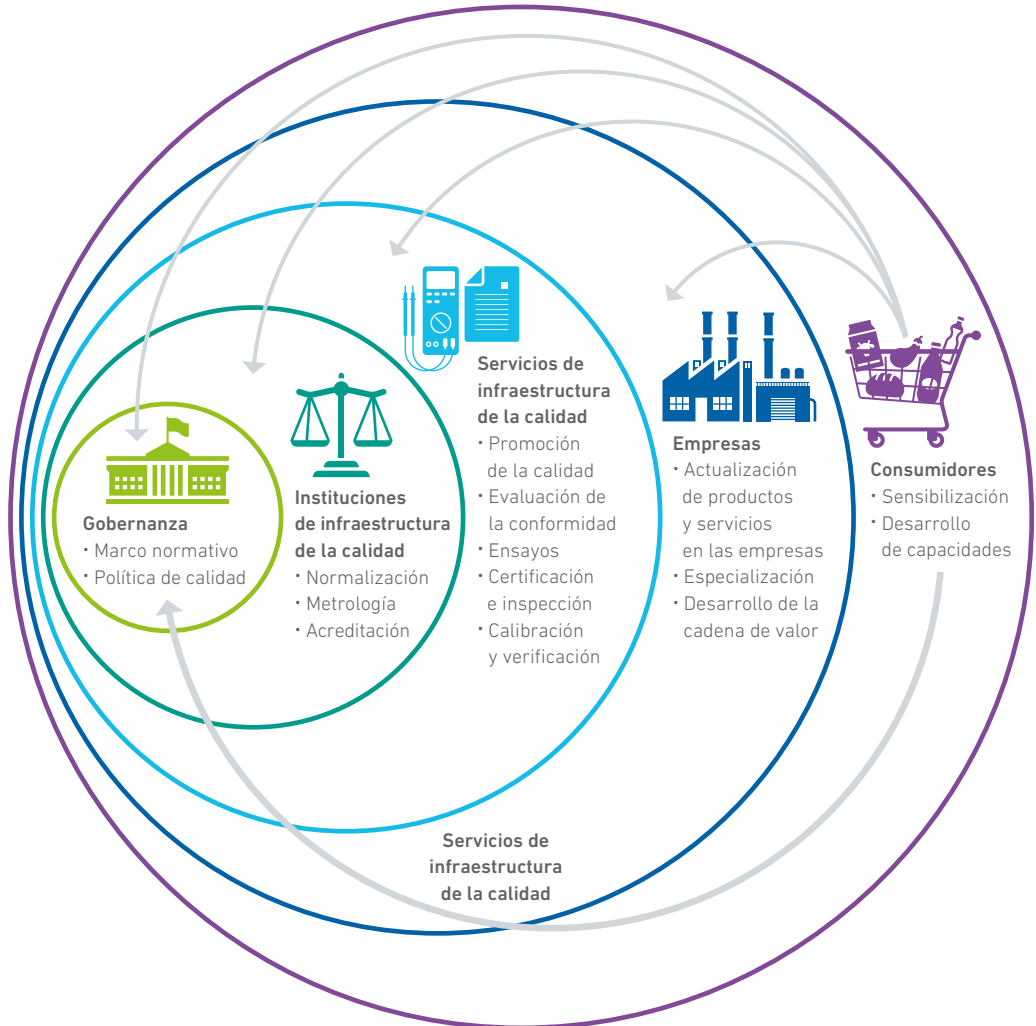 Gobernanza
· Marco normativo
· Política de calidad
Instituciones
de infraestructura
de la calidad
· Normalización
· Metrología
· Acreditación
Servicios de
infraestructura
de la calidad
· Promoción
de la calidad
· Evaluación de
la conformidad
· Ensayos
· Certificación
e inspección
· Calibración
y verificación
Empresas
· Actualización
de productos
y servicios
en las empresas
· Especialización
· Desarrollo de la
cadena de valor
Consumidores
· Sensibilización
· Desarrollo
de capacidades
Servicios de
infraestructura
de la calidad